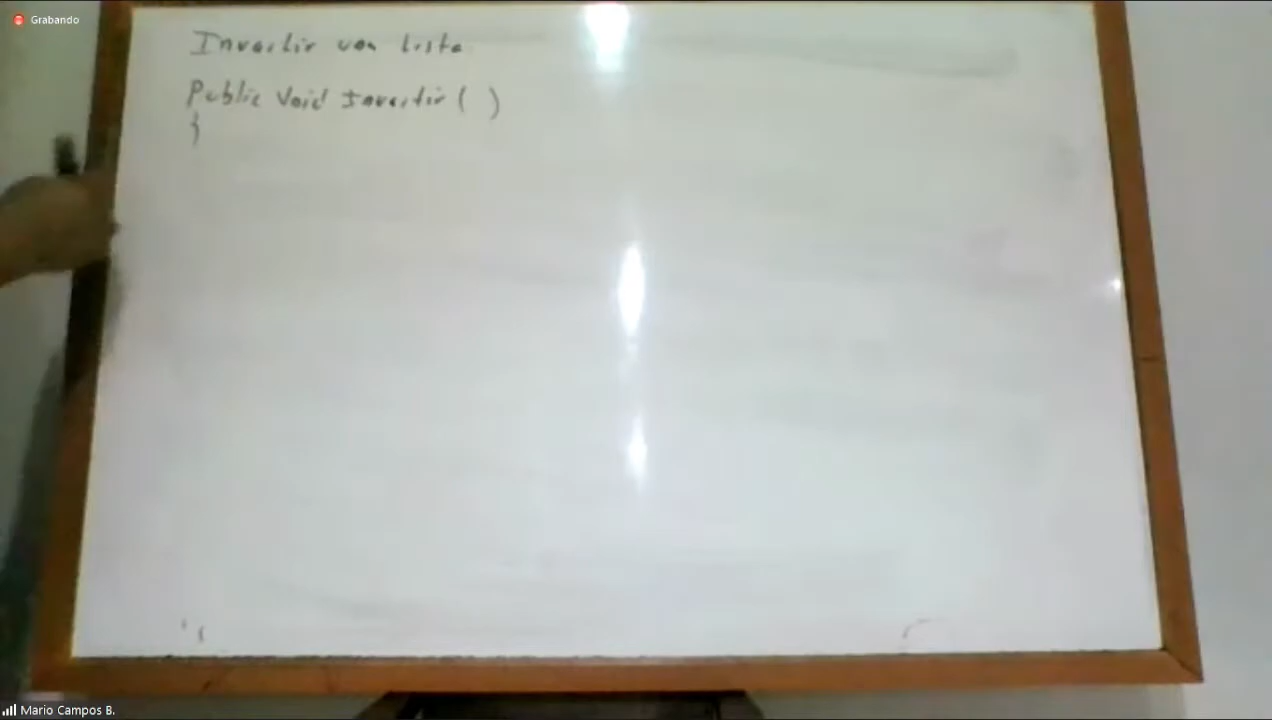 Grabando
Invertir una lista
Public Void Invertir ( )
{
Mario Campos B.